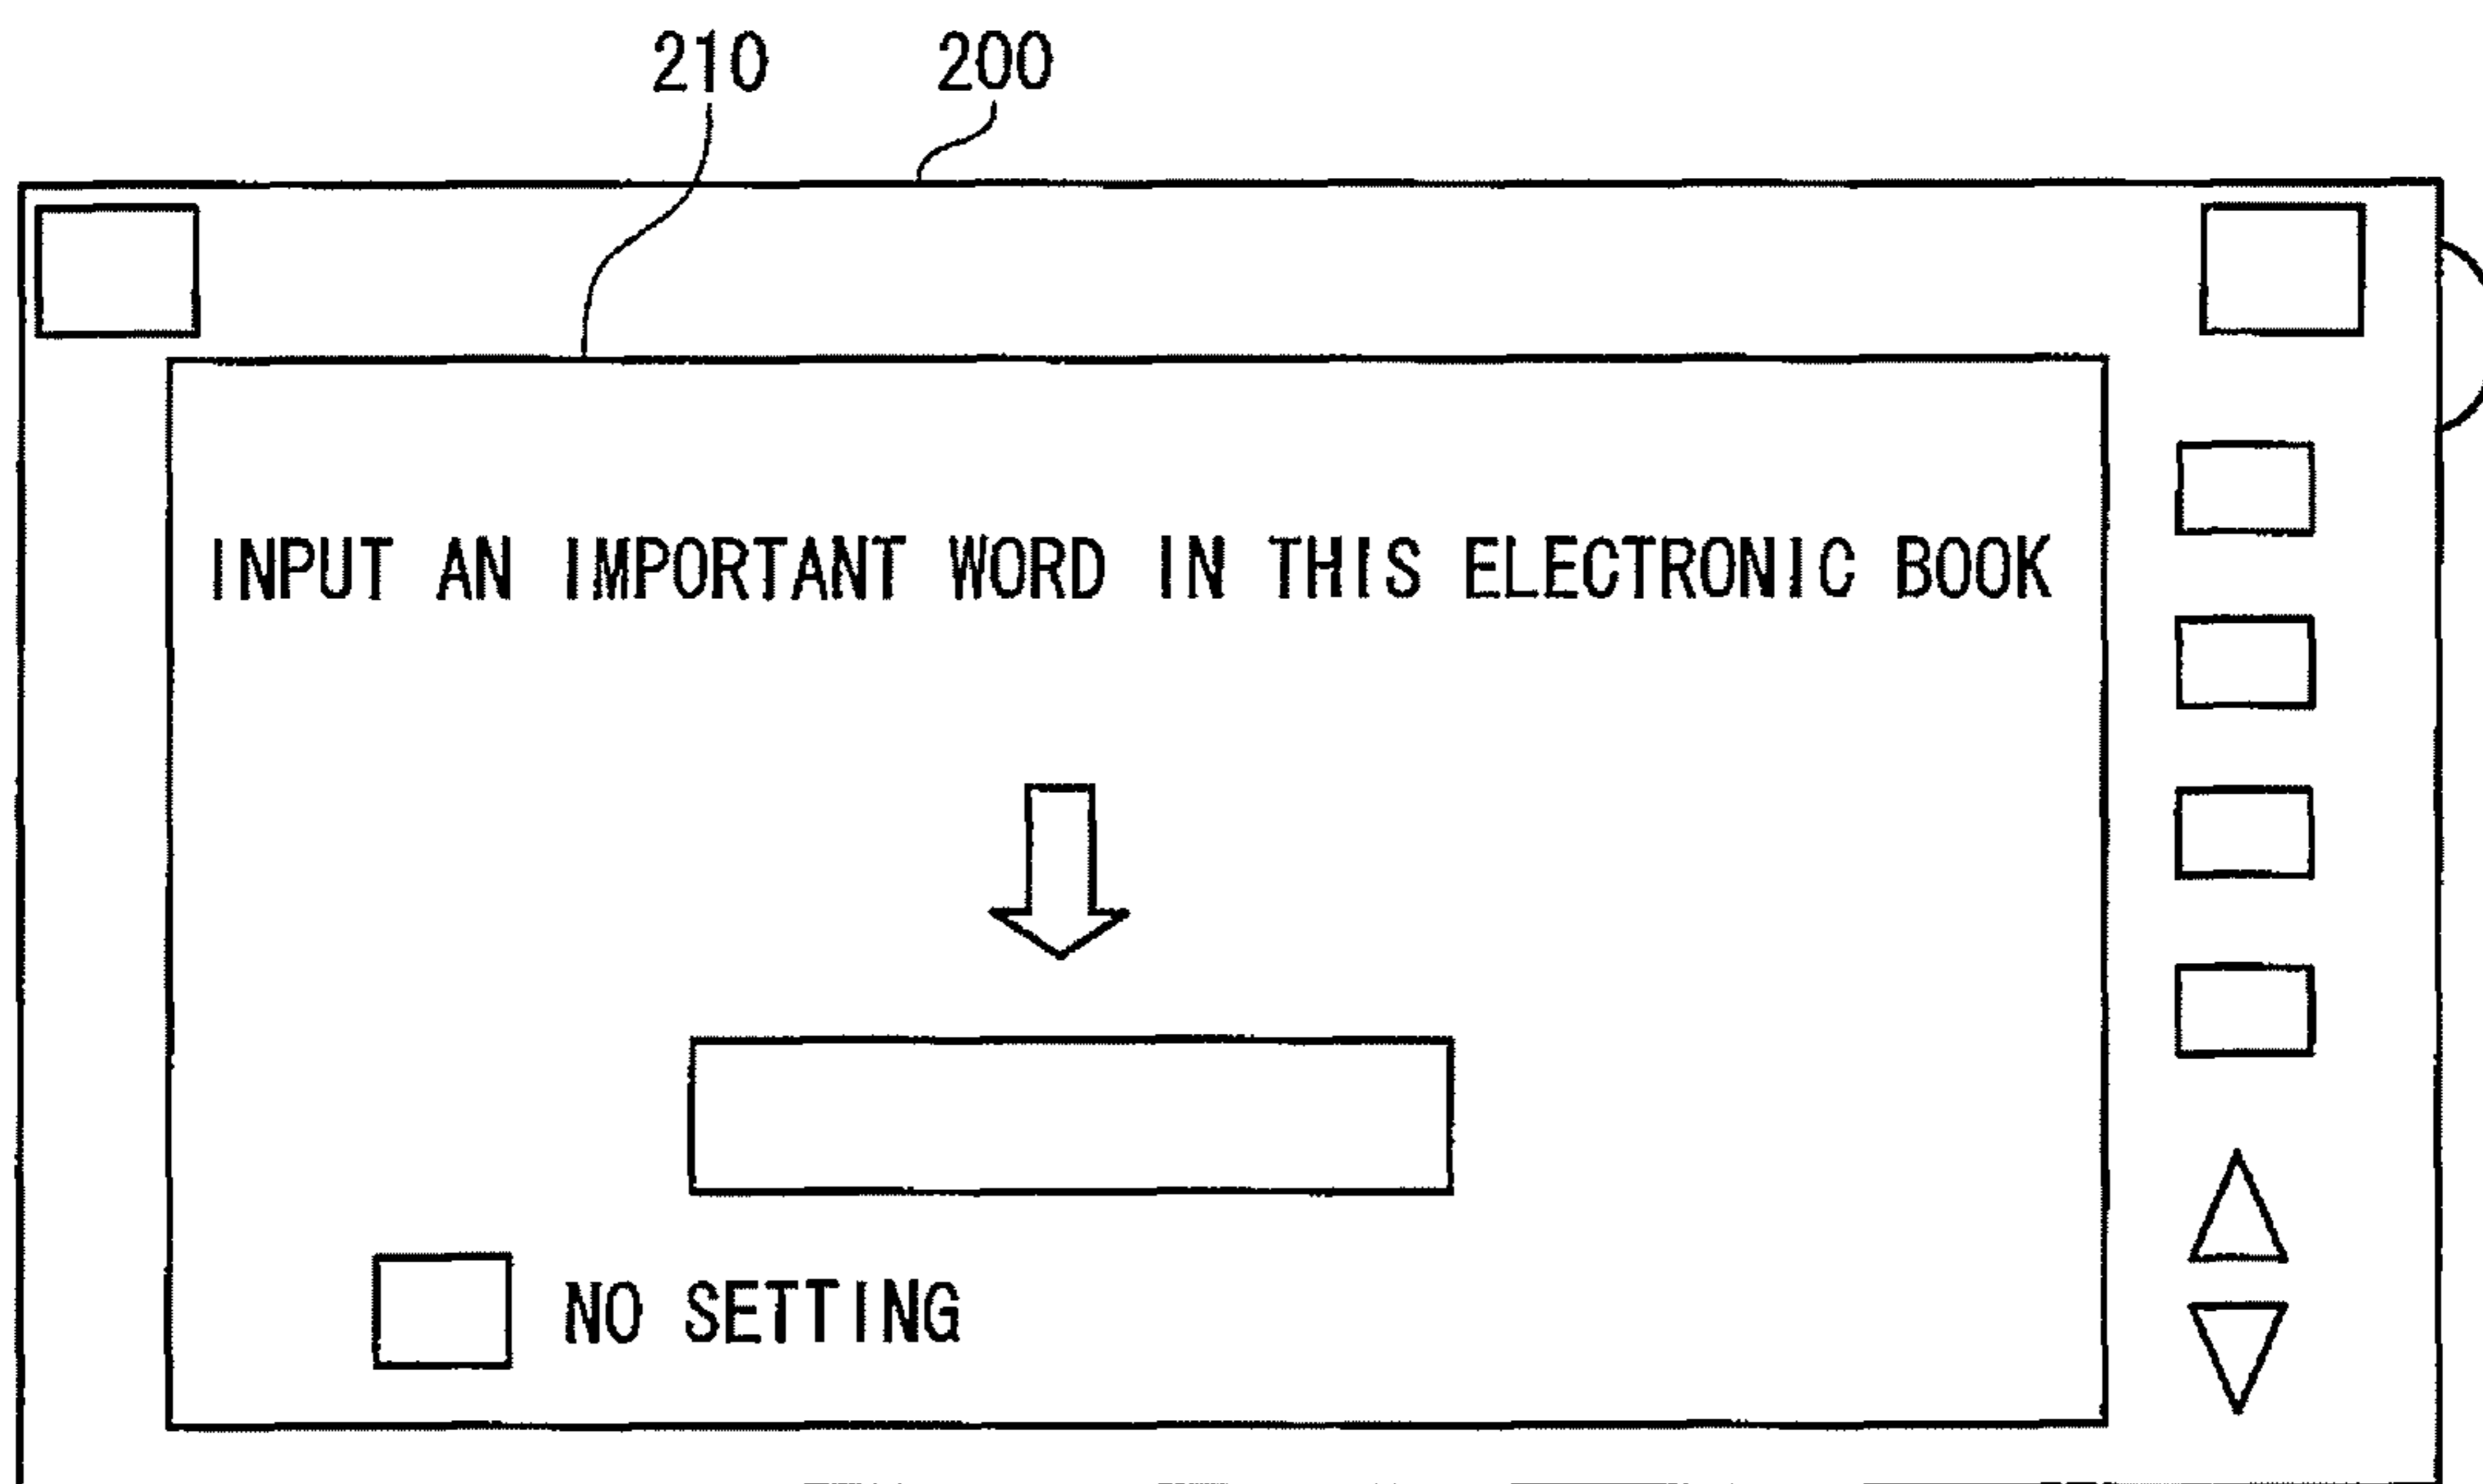 210 200
INPUT AN IMPORTANT WORD IN THIS ELECTRONIC BOOK
NO SETTING